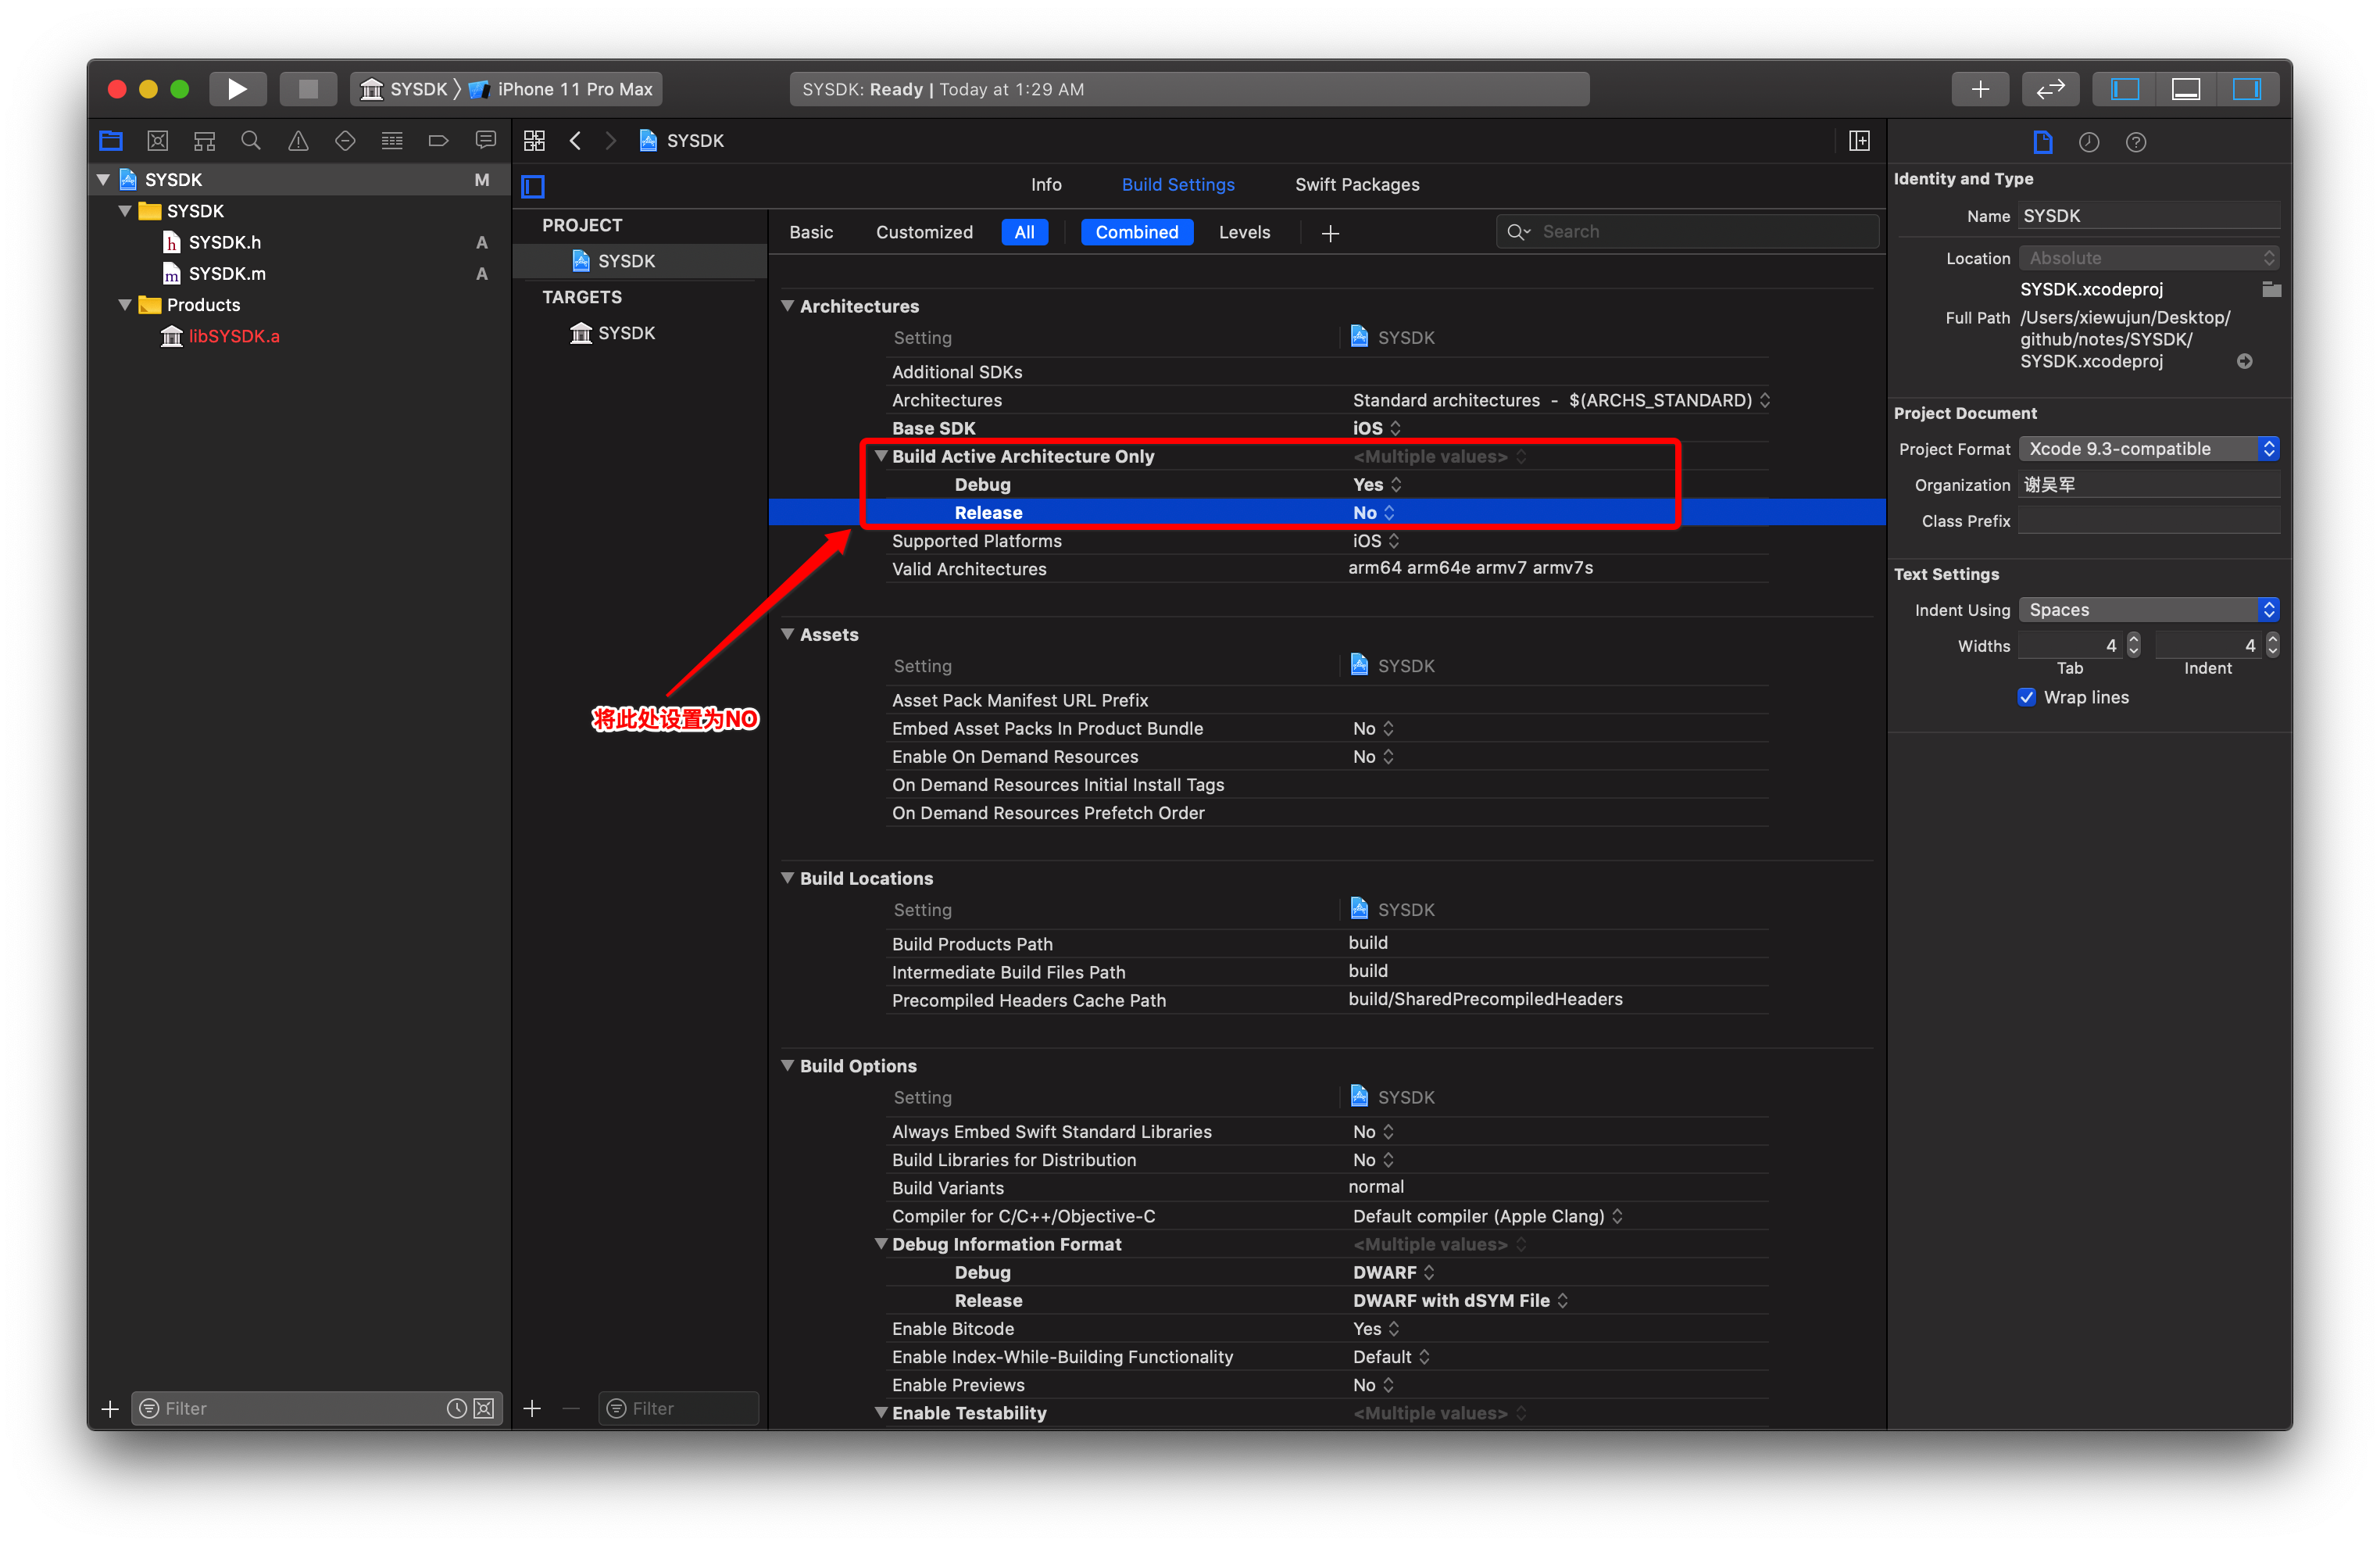 SYSDK 〉 iPhone 11 Pro Max
SYSDK: Ready | Today at 1:29 AM
SYSDK M
SYSDK
SYSDK.h A
SYSDK.m A
Products
libSYSDK.a
Filter
SYSDK
Info Build Settings Swift Packages
PROJECT
SYSDK
TARGETS
SYSDK
Filter
Basic Customized All Combined Levels Search
Architectures
Setting SYSDK
Additional SDKs
Architectures Standard architectures - $(ARCHS_STANDARD)
Base SDK iOS
Build Active Architecture Only <Multiple values>
Debug Yes
Release No
Supported Platforms iOS
Valid Architectures arm64 arm64e armv7 armv7s
将此处设置为NO
Assets
Setting SYSDK
Asset Pack Manifest URL Prefix
Embed Asset Packs In Product Bundle No
Enable On Demand Resources No
On Demand Resources Initial Install Tags
On Demand Resources Prefetch Order
Build Locations
Setting SYSDK
Build Products Path build
Intermediate Build Files Path build
Precompiled Headers Cache Path build/SharedPrecompiledHeaders
Build Options
Setting SYSDK
Always Embed Swift Standard Libraries No
Build Libraries for Distribution No
Build Variants normal
Compiler for C/C++/Objective-C Default compiler (Apple Clang)
Debug Information Format <Multiple values>
Debug DWARF
Release DWARF with dSYM File
Enable Bitcode Yes
Enable Index-While-Building Functionality Default
Enable Previews No
Enable Testability <Multiple values>
Identity and Type
Name SYSDK
Location Absolute
SYSDK.xcodeproj
Full Path /Users/xiewujun/Desktop/
github/notes/SYSDK/
SYSDK.xcodeproj
Project Document
Project Format Xcode 9.3-compatible
Organization 谢吴军
Class Prefix
Text Settings
Indent Using Spaces
Widths 4 4
Tab Indent
Wrap lines